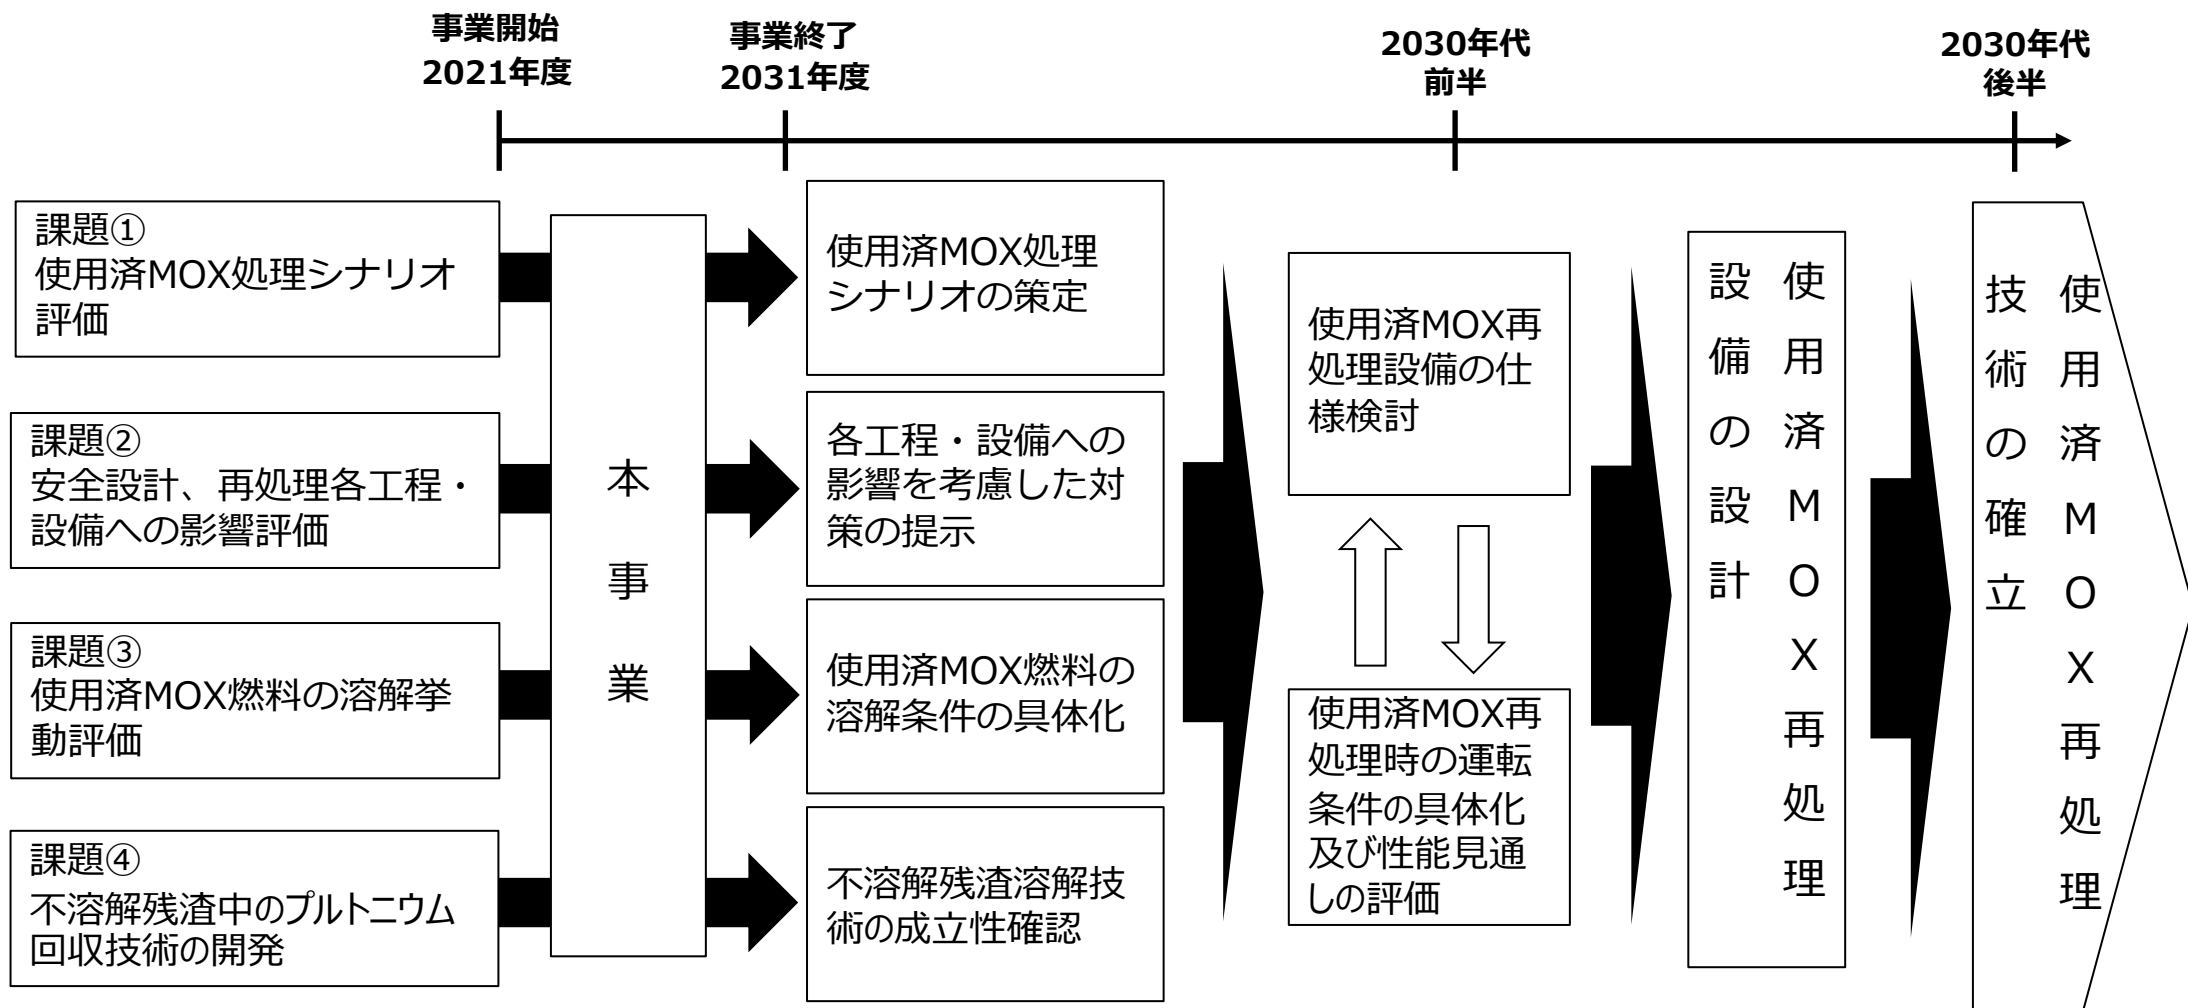 事業開始
2021年度
事業終了
2031年度
2030年代
前半
2030年代
後半
課題①
使用済MOX処理シナリオ
評価
課題②
安全設計、再処理各工程・
設備への影響評価
課題③
使用済MOX燃料の溶解挙
動評価
課題④
不溶解残渣中のプルトニウム
回収技術の開発
本事業
使用済MOX処理
シナリオの策定
各工程・設備への
影響を考慮した対
策の提示
使用済MOX燃料の
溶解条件の具体化
不溶解残渣溶解技
術の成立性確認
使用済MOX再
処理設備の仕
様検討
使用済MOX再
処理時の運転
条件の具体化
及び性能見通
しの評価
使用済MOX再処理
設備の設計
使用済MOX再処理
技術の確立